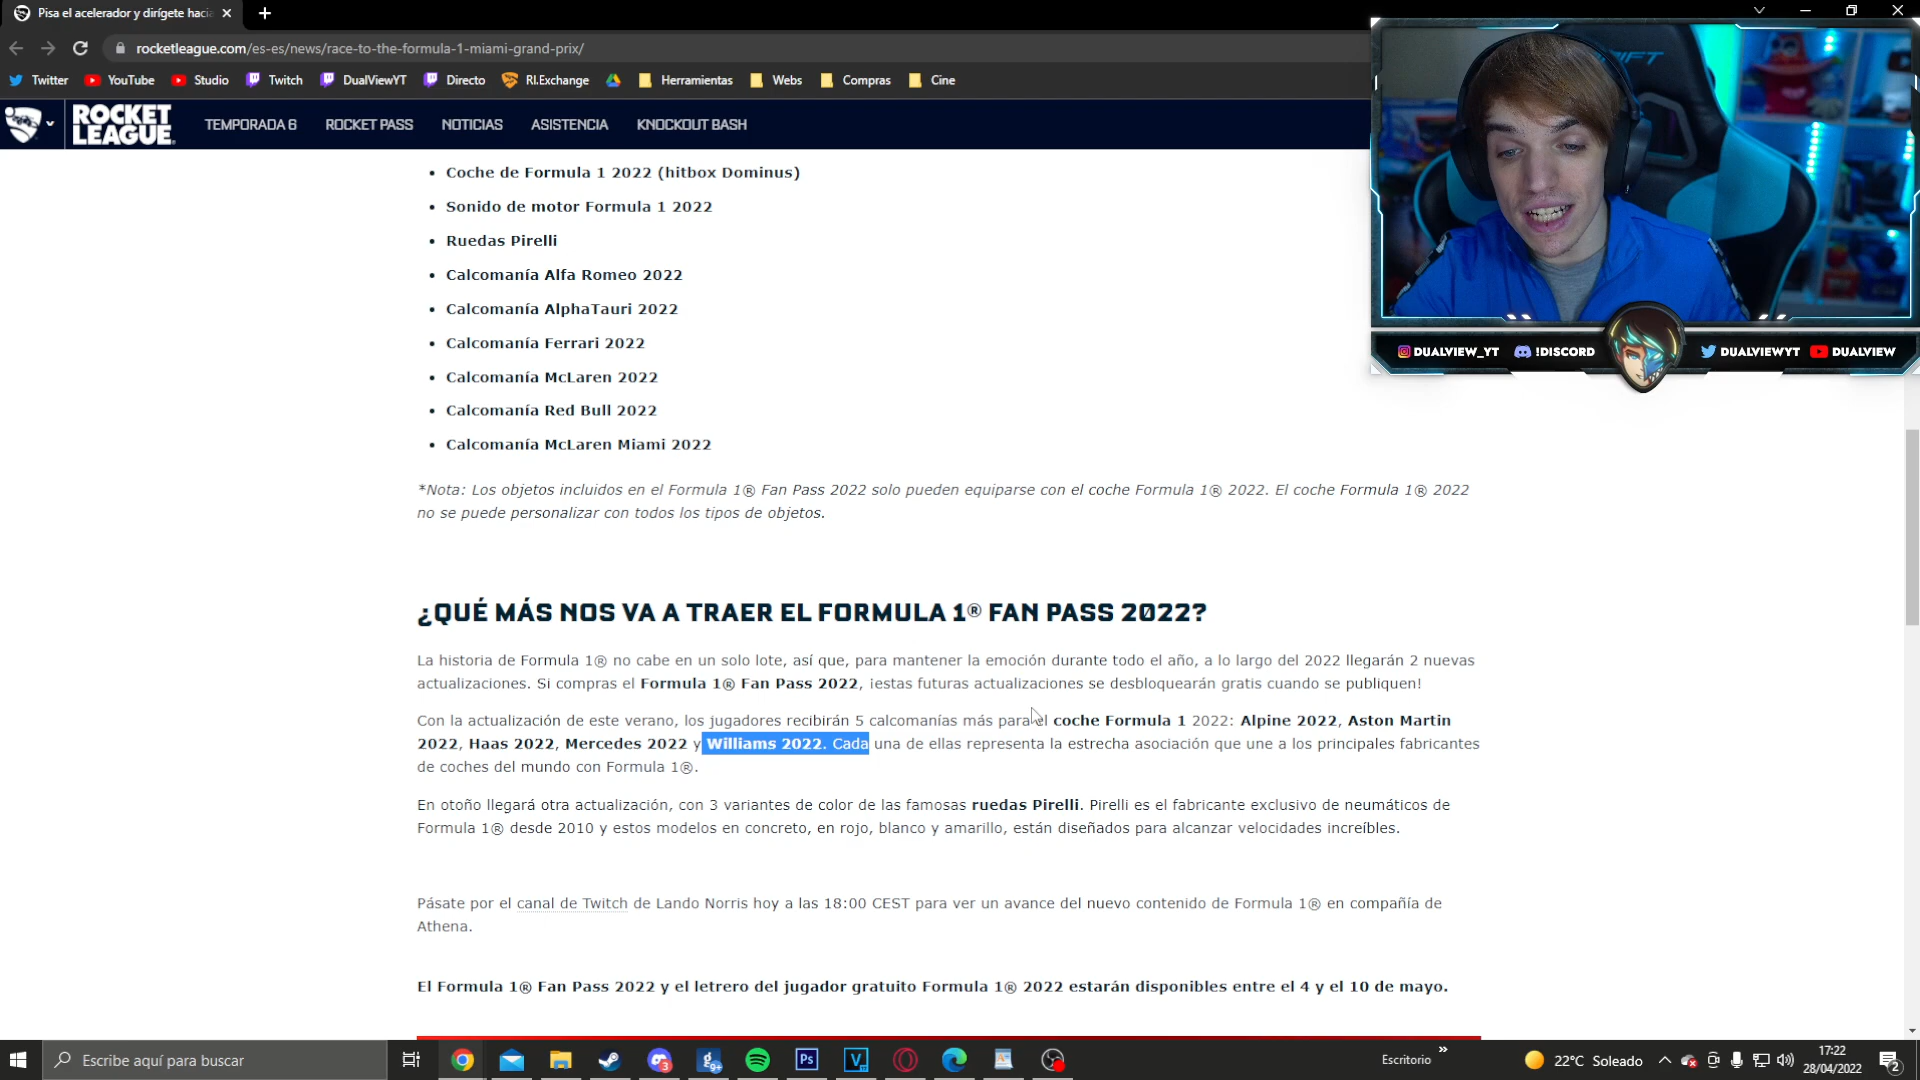 Pisa el acelerador y dirígete haci
rocketleague.com/es-es/news/race-to-the-formula-1-miami-grand-prix/
Twitter YouTube Studio Twitch DualViewYT Directo Rl.Exchange Herramientas Webs Compras Cine
ROCKET LEAGUE TEMPORADA 6 ROCKET PASS NOTICIAS ASISTENCIA KNOCKOUT BASH
• Coche de Formula 1 2022 (hitbox Dominus)
• Sonido de motor Formula 1 2022
• Ruedas Pirelli
• Calcomanía Alfa Romeo 2022
• Calcomanía AlphaTauri 2022
• Calcomanía Ferrari 2022
• Calcomanía McLaren 2022
• Calcomanía Red Bull 2022
• Calcomanía McLaren Miami 2022
DUALVIEW_YT !DISCORD DUALVIEWYT DUALVIEW
*Nota: Los objetos incluidos en el Formula 1® Fan Pass 2022 solo pueden equiparse con el coche Formula 1® 2022. El coche Formula 1® 2022
no se puede personalizar con todos los tipos de objetos.
¿QUÉ MÁS NOS VA A TRAER EL FORMULA 1® FAN PASS 2022?
La historia de Formula 1® no cabe en un solo lote, así que, para mantener la emoción durante todo el año, a lo largo del 2022 llegarán 2 nuevas
actualizaciones. Si compras el Formula 1® Fan Pass 2022, ¡estas futuras actualizaciones se desbloquearán gratis cuando se publiquen!
Con la actualización de este verano, los jugadores recibirán 5 calcomanías más para el coche Formula 1 2022: Alpine 2022, Aston Martin
2022, Haas 2022, Mercedes 2022 y Williams 2022. Cada una de ellas representa la estrecha asociación que une a los principales fabricantes
de coches del mundo con Formula 1®.
En otoño llegará otra actualización, con 3 variantes de color de las famosas ruedas Pirelli. Pirelli es el fabricante exclusivo de neumáticos de
Formula 1® desde 2010 y estos modelos en concreto, en rojo, blanco y amarillo, están diseñados para alcanzar velocidades increíbles.
Pásate por el canal de Twitch de Lando Norris hoy a las 18:00 CEST para ver un avance del nuevo contenido de Formula 1® en compañía de
Athena.
El Formula 1® Fan Pass 2022 y el letrero del jugador gratuito Formula 1® 2022 estarán disponibles entre el 4 y el 10 de mayo.
Escribe aquí para buscar
Ps
Escritorio
22°C Soleado
17:22
28/04/2022